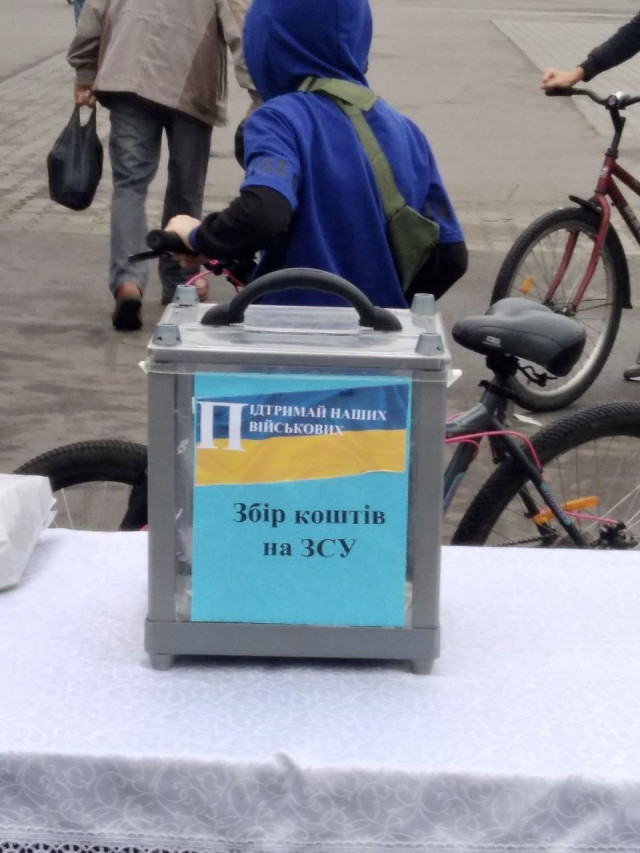 ПІДТРИМАЙ НАШИХ
ВІЙСЬКОВИХ
Збір коштів
на ЗСУ